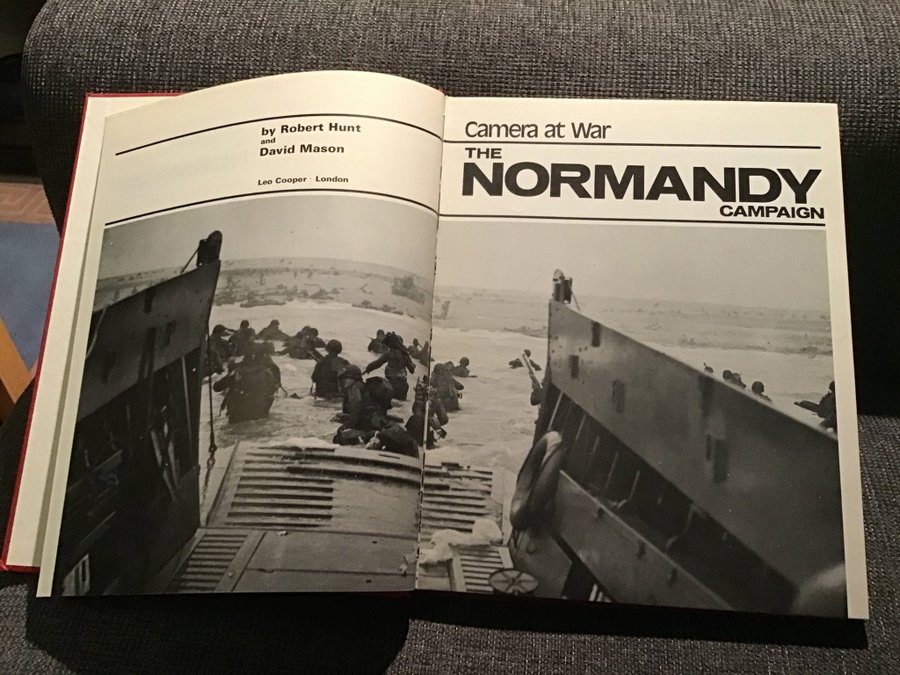 by Robert Hunt
and
David Mason
Leo Cooper · London
Camera at War
THE
NORMANDY
CAMPAIGN